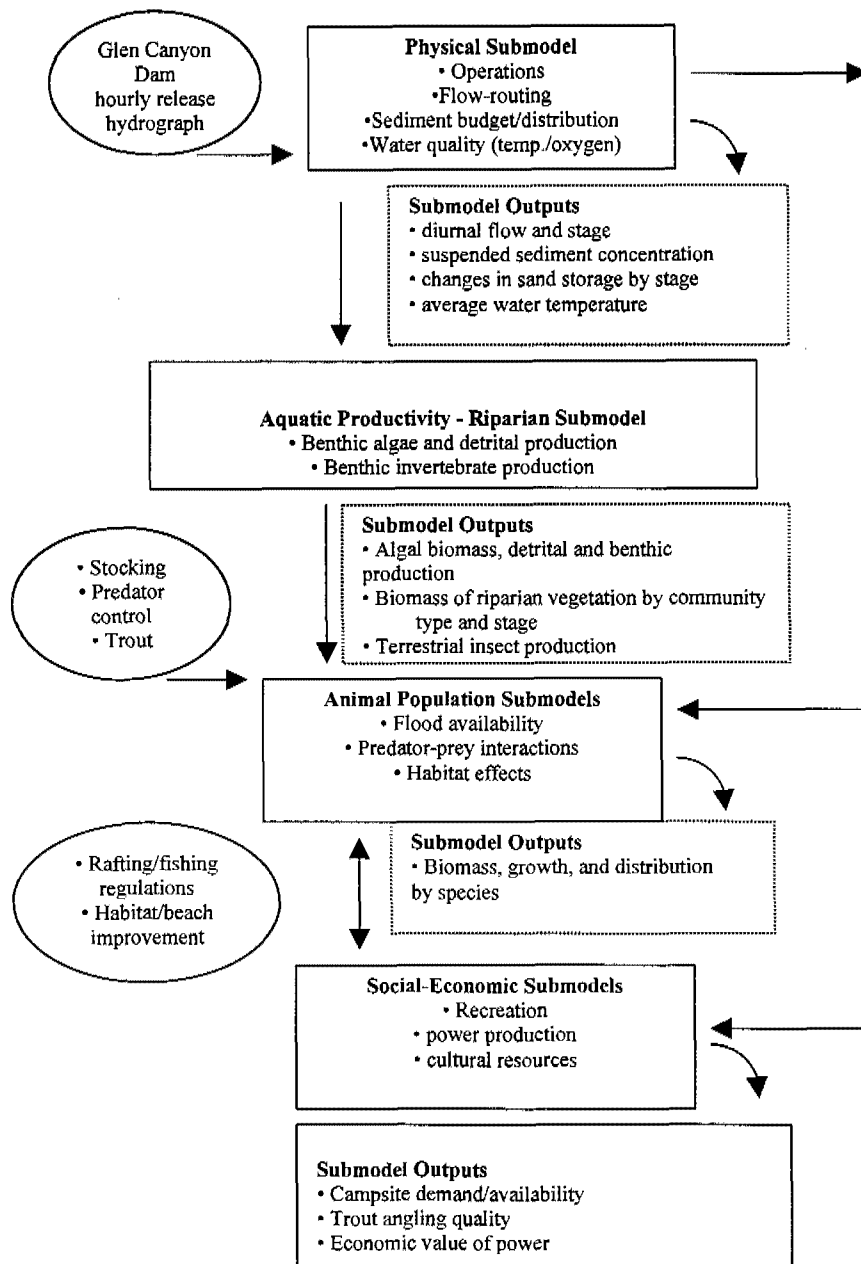 Glen Canyon
Dam
hourly release
hydrograph
Physical Submodel
• Operations
•Flow-routing
•Sediment budget/distribution
•Water quality (temp./oxygen)
Submodel Outputs
• diurnal flow and stage
• suspended sediment concentration
• changes in sand storage by stage
• average water temperature
Aquatic Productivity - Riparian Submodel
• Benthic algae and detrital production
• Benthic invertebrate production
Submodel Outputs
• Algal biomass, detrital and benthic
production
• Biomass of riparian vegetation by community
type and stage
• Terrestrial insect production
• Stocking
• Predator
control
• Trout
Animal Population Submodels
• Flood availability
• Predator-prey interactions
• Habitat effects
Submodel Outputs
• Biomass, growth, and distribution
by species
• Rafting/fishing
regulations
• Habitat/beach
improvement
Social-Economic Submodels
• Recreation
• power production
• cultural resources
Submodel Outputs
• Campsite demand/availability
• Trout angling quality
• Economic value of power